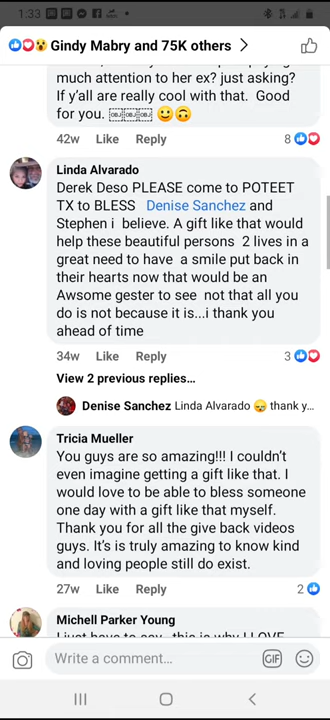 1:33
Gindy Mabry and 75K others
much attention to her ex? just asking?
If y'all are really cool with that. Good
for you.
42w Like Reply 8
Linda Alvarado
Derek Deso PLEASE come to POTEET
TX to BLESS Denise Sanchez and
Stephen i believe. A gift like that would
help these beautiful persons 2 lives in a
great need to have a smile put back in
their hearts now that would be an
Awsome gester to see not that all you
do is not because it is...i thank you
ahead of time
34w Like Reply 3
View 2 previous replies...
Denise Sanchez Linda Alvarado 😪 thank y...
Tricia Mueller
You guys are so amazing!!! I couldn't
even imagine getting a gift like that. I
would love to be able to bless someone
one day with a gift like that myself.
Thank you for all the give back videos
guys. It's is truly amazing to know kind
and loving people still do exist.
27w Like Reply 2
Michell Parker Young
I just have to say this is why I LOVE
Write a comment...
GIF